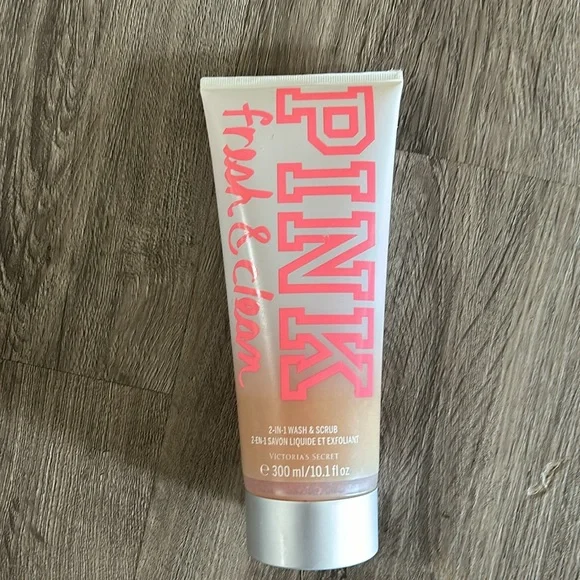 PINK
fresh & clean
2-IN-1 WASH & SCRUB
2-EN-1 SAVON LIQUIDE ET EXFOLIANT
VICTORIA'S SECRET
℮ 300 ml/10.1 fl oz